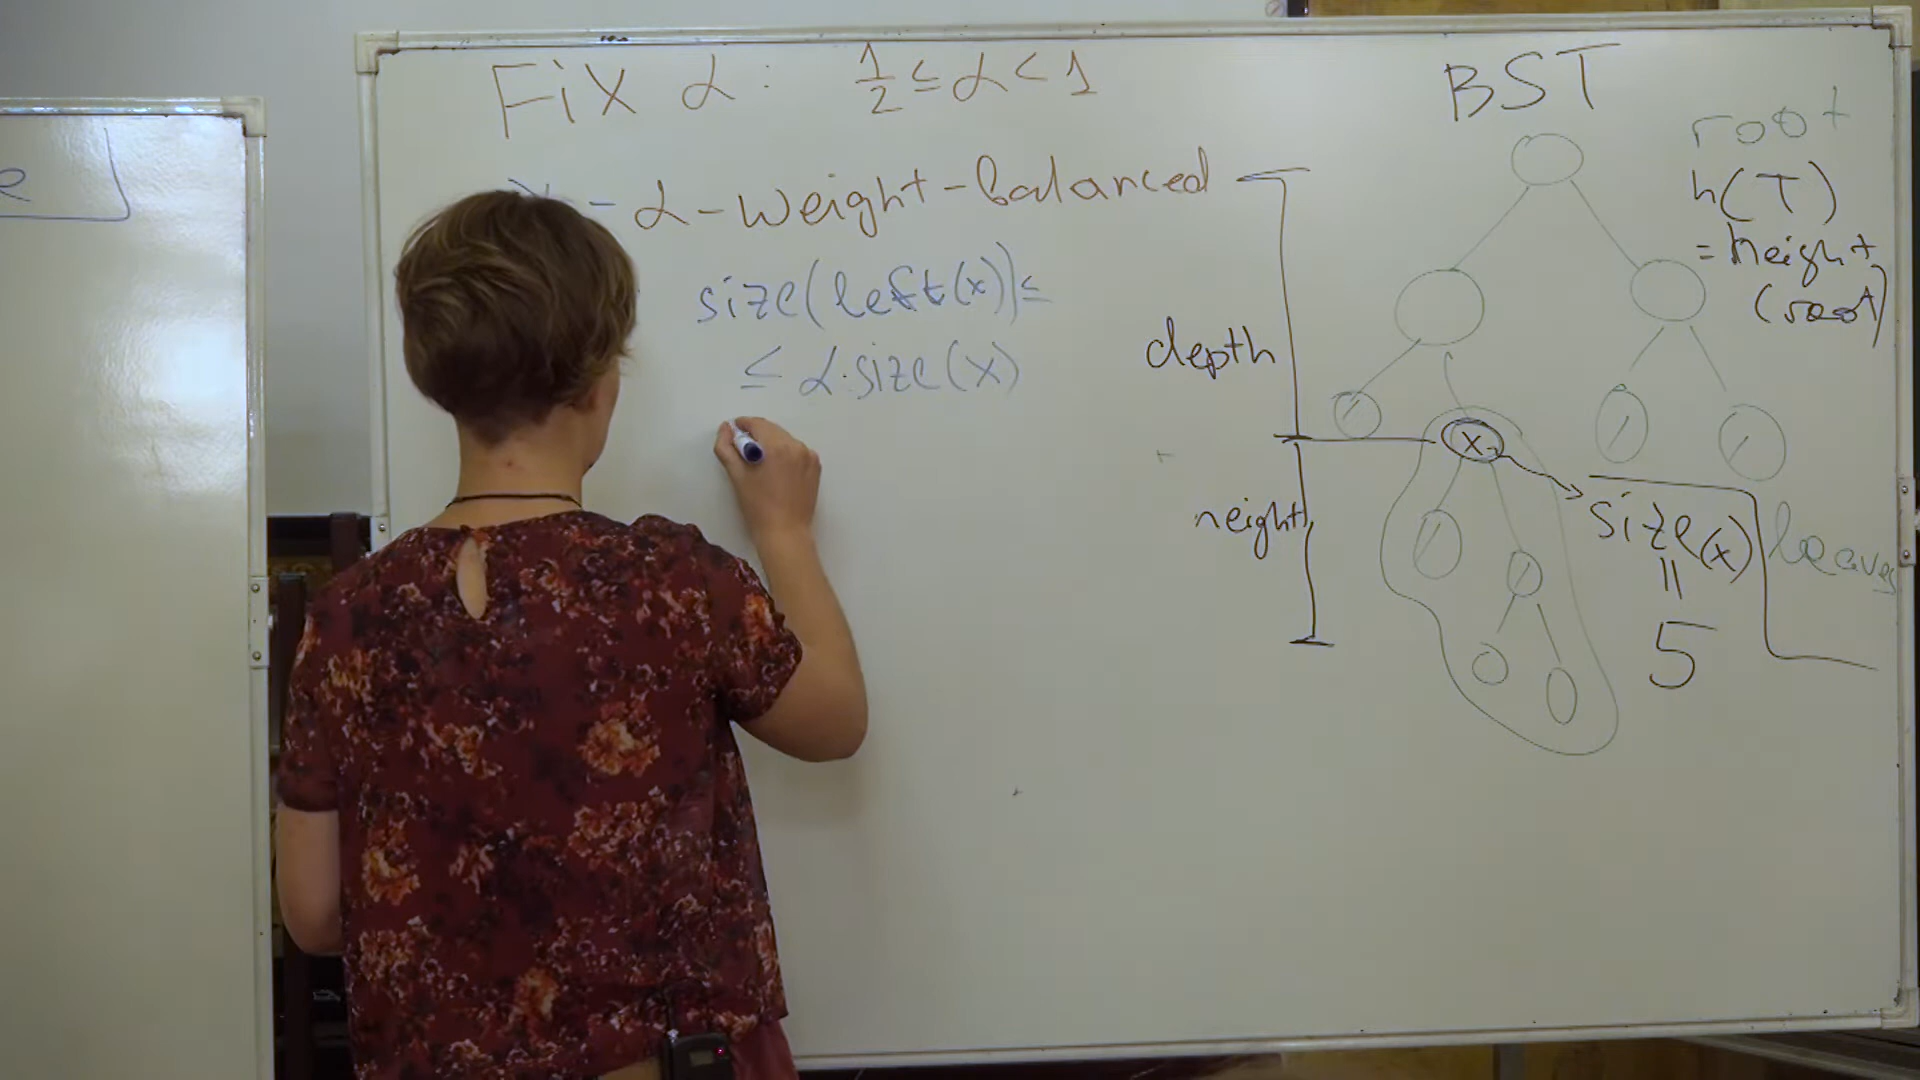 Fix α: 1/2 ≤ α < 1
- α - weight - balanced
size(left(x)) ≤
≤ α·size(x)
BST
root
h(T)
= height
(root)
depth
height
x
size(x)
=
5
leaves
e